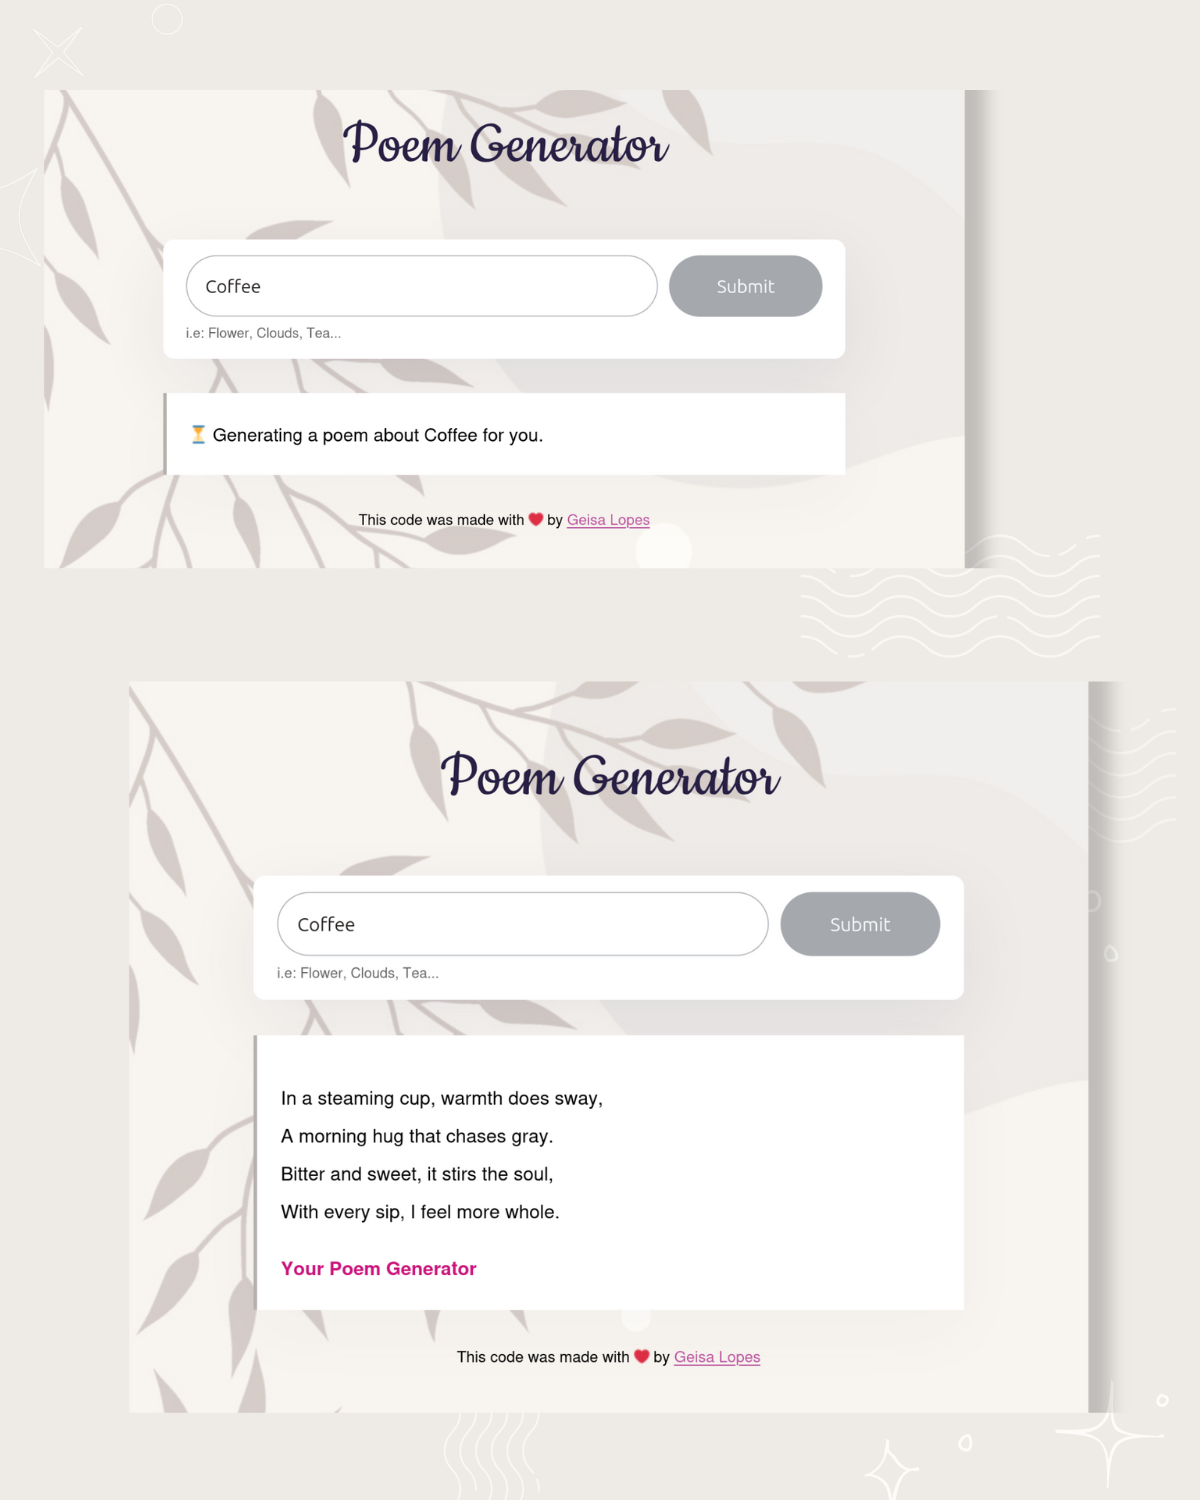 Poem Generator
Coffee
Submit
i.e: Flower, Clouds, Tea...
⏳ Generating a poem about Coffee for you.
This code was made with ❤️ by Geisa Lopes
Poem Generator
Coffee
Submit
i.e: Flower, Clouds, Tea...
In a steaming cup, warmth does sway,
A morning hug that chases gray.
Bitter and sweet, it stirs the soul,
With every sip, I feel more whole.
Your Poem Generator
This code was made with ❤️ by Geisa Lopes